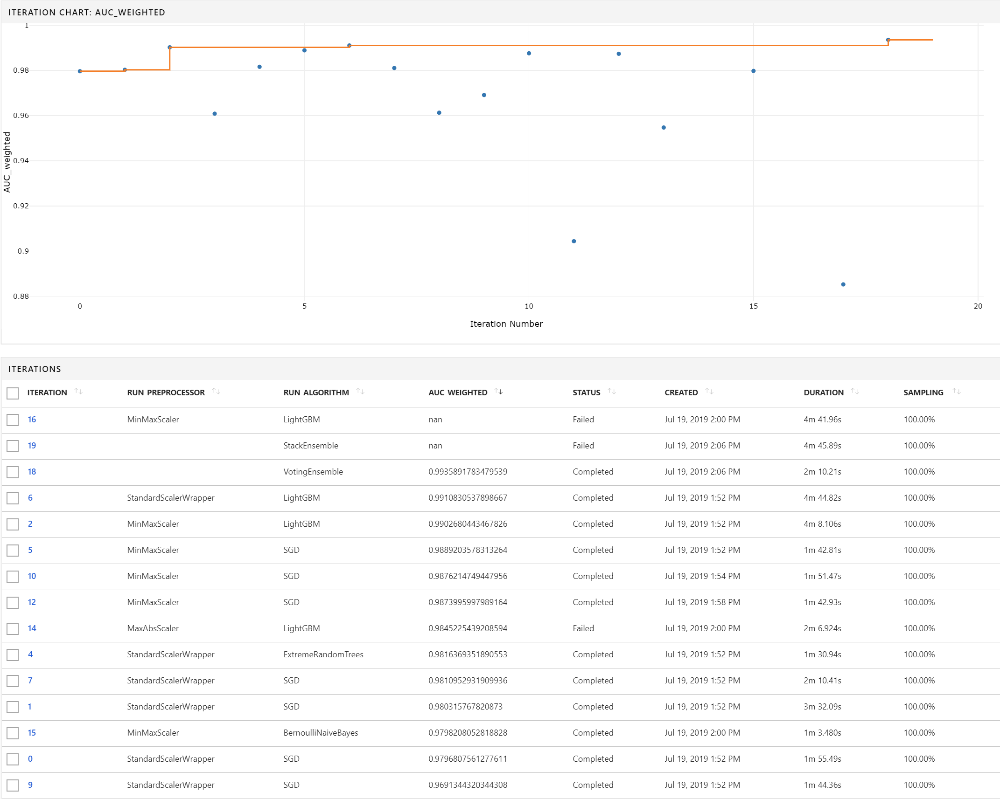 ITERATION CHART: AUC_WEIGHTED
1
0.98
0.96
0.94
0.92
0.9
0.88
AUC_weighted
0 5 10 15 20
Iteration Number
ITERATIONS
ITERATION RUN_PREPROCESSOR RUN_ALGORITHM AUC_WEIGHTED STATUS CREATED DURATION SAMPLING
16 MinMaxScaler LightGBM nan Failed Jul 19, 2019 2:00 PM 4m 41.96s 100.00%
19 StackEnsemble nan Failed Jul 19, 2019 2:06 PM 4m 45.89s 100.00%
18 VotingEnsemble 0.9935891783479539 Completed Jul 19, 2019 2:06 PM 2m 10.21s 100.00%
6 StandardScalerWrapper LightGBM 0.9910830537898667 Completed Jul 19, 2019 1:52 PM 4m 44.82s 100.00%
2 MinMaxScaler LightGBM 0.9902680443467826 Completed Jul 19, 2019 1:52 PM 4m 8.106s 100.00%
5 MinMaxScaler SGD 0.9889203578313264 Completed Jul 19, 2019 1:52 PM 1m 42.81s 100.00%
10 MinMaxScaler SGD 0.9876214749447956 Completed Jul 19, 2019 1:54 PM 1m 51.47s 100.00%
12 MinMaxScaler SGD 0.9873995997989164 Completed Jul 19, 2019 1:58 PM 1m 42.93s 100.00%
14 MaxAbsScaler LightGBM 0.9845225439208594 Failed Jul 19, 2019 2:00 PM 2m 6.924s 100.00%
4 StandardScalerWrapper ExtremeRandomTrees 0.9816369351890553 Completed Jul 19, 2019 1:52 PM 1m 30.94s 100.00%
7 StandardScalerWrapper SGD 0.9810952931909936 Completed Jul 19, 2019 1:52 PM 2m 10.41s 100.00%
1 StandardScalerWrapper SGD 0.980315767820873 Completed Jul 19, 2019 1:52 PM 3m 32.09s 100.00%
15 MinMaxScaler BernoulliNaiveBayes 0.9798208052818828 Completed Jul 19, 2019 2:00 PM 1m 3.480s 100.00%
0 StandardScalerWrapper SGD 0.9796807561277611 Completed Jul 19, 2019 1:52 PM 1m 55.49s 100.00%
9 StandardScalerWrapper SGD 0.9691344320344308 Completed Jul 19, 2019 1:52 PM 1m 44.36s 100.00%